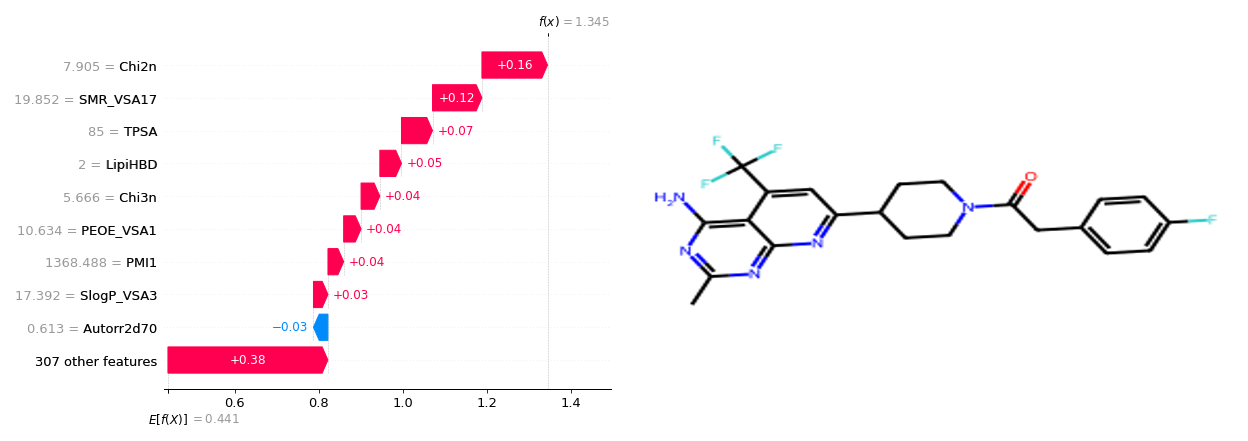 f(x) = 1.345
7.905 = Chi2n
+0.16
19.852 = SMR_VSA17
+0.12
85 = TPSA
+0.07
2 = LipiHBD
+0.05
5.666 = Chi3n
+0.04
10.634 = PEOE_VSA1
+0.04
1368.488 = PMI1
+0.04
17.392 = SlogP_VSA3
+0.03
0.613 = Autorr2d70
−0.03
307 other features
+0.38
0.6 0.8 1.0 1.2 1.4
E[f(X)] = 0.441
F
F
F
H₂N
N
N
N
N
O
F